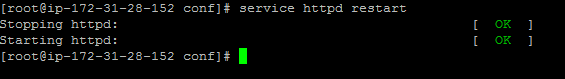 [root@ip-172-31-28-152 conf]# service httpd restart
Stopping httpd:                                            [  OK  ]
Starting httpd:                                            [  OK  ]
[root@ip-172-31-28-152 conf]#